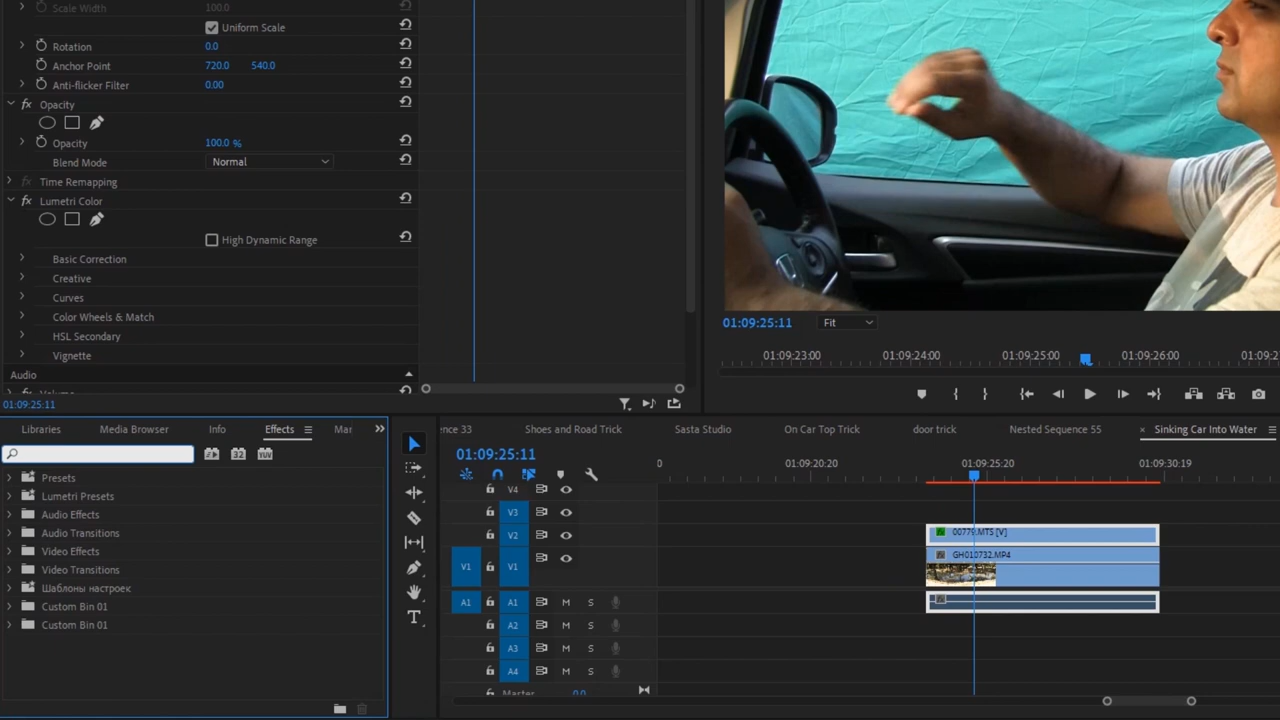 Scale Width 100.0
Uniform Scale
Rotation 0.0
Anchor Point 720.0 540.0
Anti-flicker Filter 0.00
fx Opacity
Opacity 100.0 %
Blend Mode Normal
fx Time Remapping
fx Lumetri Color
High Dynamic Range
Basic Correction
Creative
Curves
Color Wheels & Match
HSL Secondary
Vignette
Audio
fx Volume
01:09:25:11
01:09:25:11 Fit
01:09:23:00 01:09:24:00 01:09:25:00 01:09:26:00
Libraries Media Browser Info Effects Mar
32 YUV
Presets
Lumetri Presets
Audio Effects
Audio Transitions
Video Effects
Video Transitions
Шаблоны настроек
Custom Bin 01
Custom Bin 01
ence 33 Shoes and Road Trick Sasta Studio On Car Top Trick door trick Nested Sequence 55 × Sinking Car Into Water
01:09:25:11
0 01:09:20:20 01:09:25:20 01:09:30:19
V4
V3
V2 00779.MTS [V]
V1 V1 GH010732.MP4
A1 A1 M S
A2 M S
A3 M S
A4 M S
Master 0.0